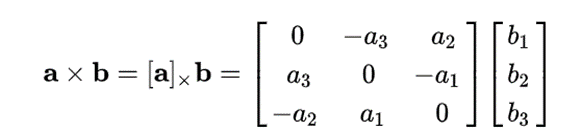 a × b = [a]ₓ b = [ 0 −a₃ a₂ ; a₃ 0 −a₁ ; −a₂ a₁ 0 ] [ b₁ ; b₂ ; b₃ ]